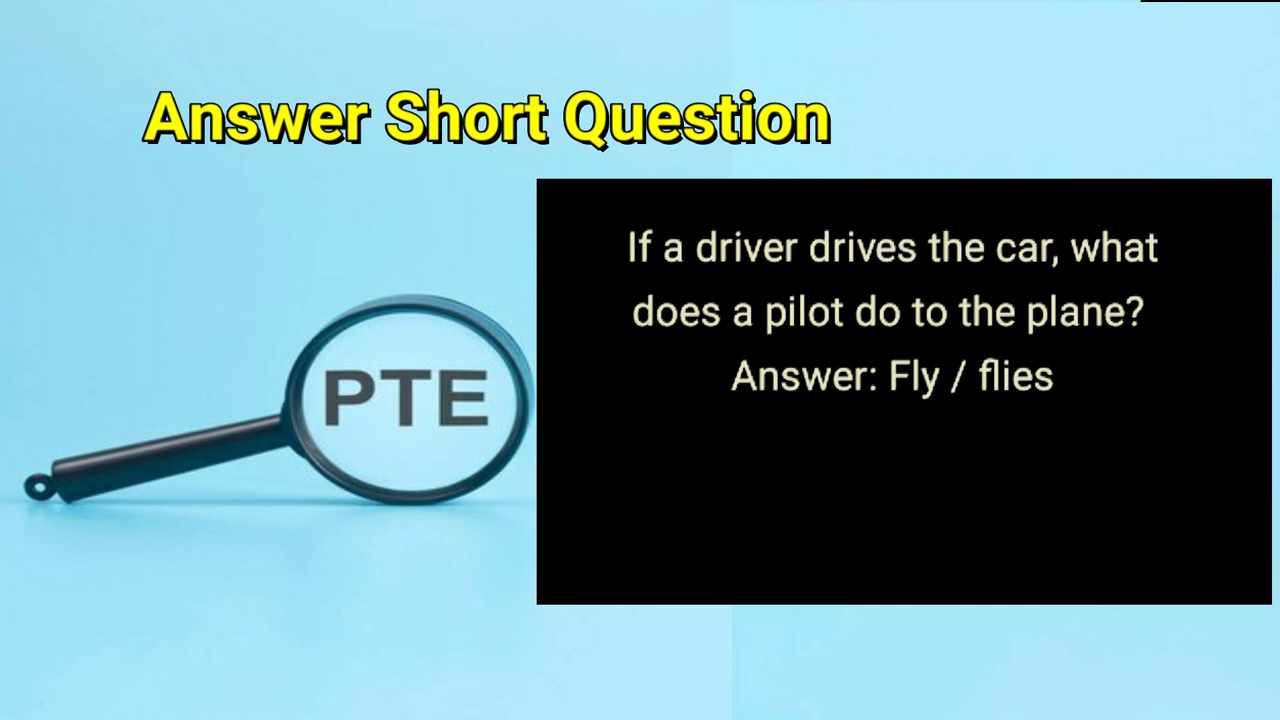 Answer Short Question
If a driver drives the car, what
does a pilot do to the plane?
Answer: Fly / flies
PTE